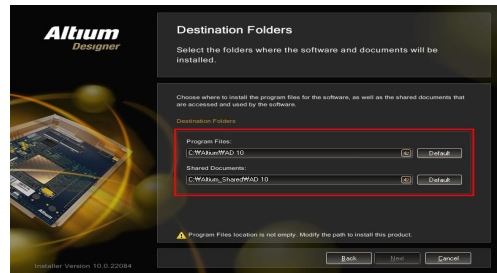 Altium
Designer
Destination Folders
Select the folders where the software and documents will be
installed.
Choose where to install the program files for the software, as well as the shared documents that
are accessed and used by the software.
Destination Folders
Program Files:
C:₩Altium₩AD 10
Default
Shared Documents:
C:₩Altium_Shared₩AD 10
Default
Program Files location is not empty. Modify the path to install this product.
Installer Version 10.0.22084
Back
Next
Cancel